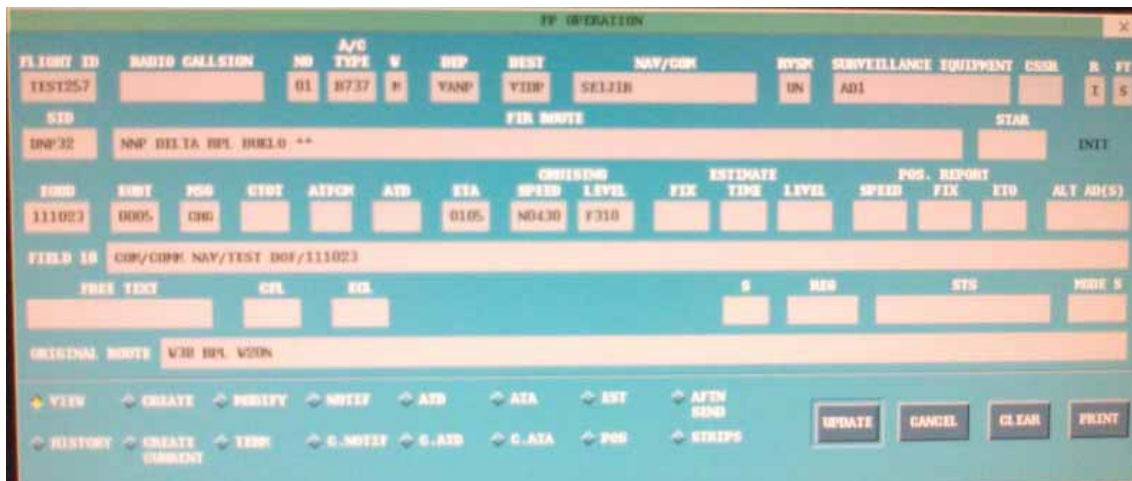 FP OPERATION X
A/C
FLIGHT ID RADIO CALLSIGN NO TYPE W DEP DEST NAV/COM RVSM SURVEILLANCE EQUIPMENT CSSR R FT
TEST257 01 B737 M VANP VIDP SEIJIR UN AD1 I S
SID FIR ROUTE STAR
DNP32 NNP DELTA BPL BUKLO ** INIT
CRUISING ESTIMATE POS. REPORT
EOBD EOBT MSG CTOT ATFCM ATD ETA SPEED LEVEL FIX TIME LEVEL SPEED FIX ETO ALT AD(S)
111023 0005 CHG 0105 N0430 F310
FIELD 18 COM/COMM NAV/TEST DOF/111023
FREE TEXT CFL ECL S REG STS MODE S
ORIGINAL ROUTE W38 BPL W20N
VIEW CREATE MODIFY NOTIF ATD ATA EST AFTN SEND
HISTORY CREATE CURRENT TERM C.NOTIF C.ATD C.ATA POS STRIPS
UPDATE CANCEL CLEAR PRINT